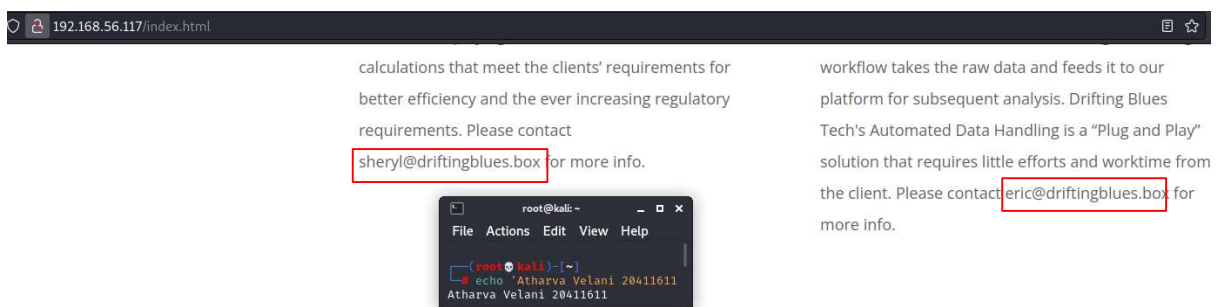 192.168.56.117/index.html
calculations that meet the clients' requirements for
better efficiency and the ever increasing regulatory
requirements. Please contact
sheryl@driftingblues.box for more info.
workflow takes the raw data and feeds it to our
platform for subsequent analysis. Drifting Blues
Tech's Automated Data Handling is a “Plug and Play”
solution that requires little efforts and worktime from
the client. Please contact eric@driftingblues.box for
more info.
root@kali: ~
File Actions Edit View Help
(root kali)-[~]
# echo 'Atharva Velani 20411611
Atharva Velani 20411611